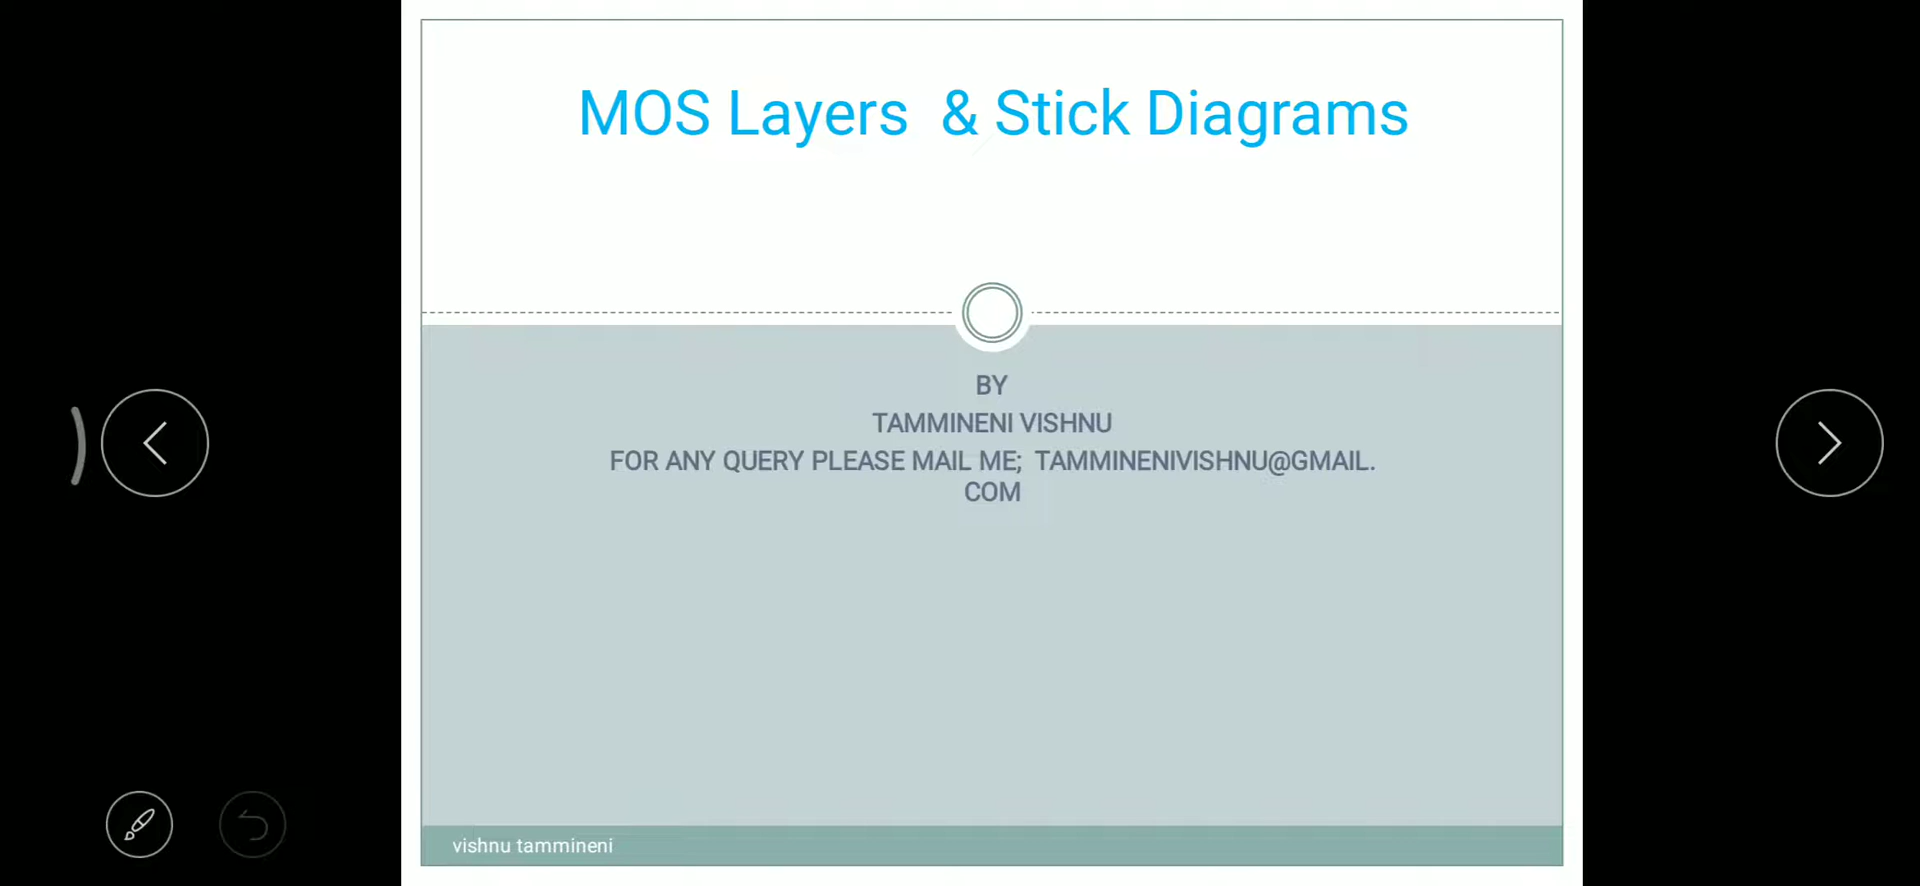 MOS Layers & Stick Diagrams
BY
TAMMINENI VISHNU
FOR ANY QUERY PLEASE MAIL ME; TAMMINENIVISHNU@GMAIL.
COM
vishnu tammineni